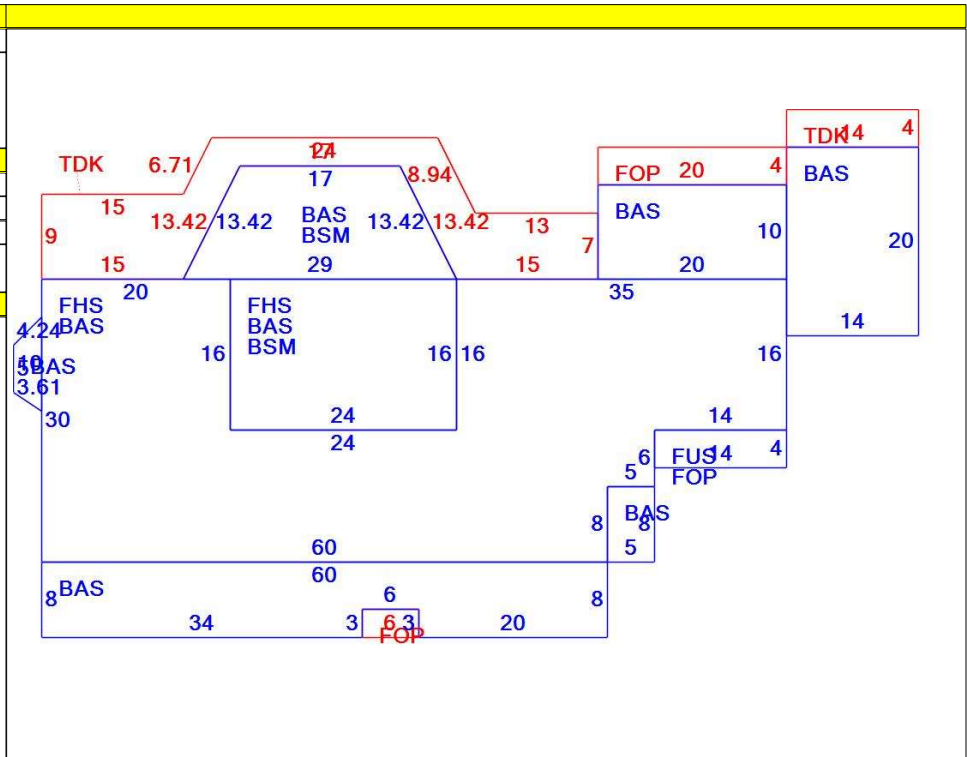 17 24
TDK 14 4
TDK 6.71 17 8.94 FOP 20 4 BAS
15 BAS
9 13.42 13.42 BAS 13.42 13.42 13 10 20
BSM 7
15 29 15 20
20 35
FHS FHS
4.24 BAS BAS 14
10 BSM 16 16 16 16
5 BAS
3.61
30 24 14
24 6 FUS 14 4
5 FOP
8 BAS 8
60 5
60
8 BAS 6 8
34 3 6 3 20
FOP